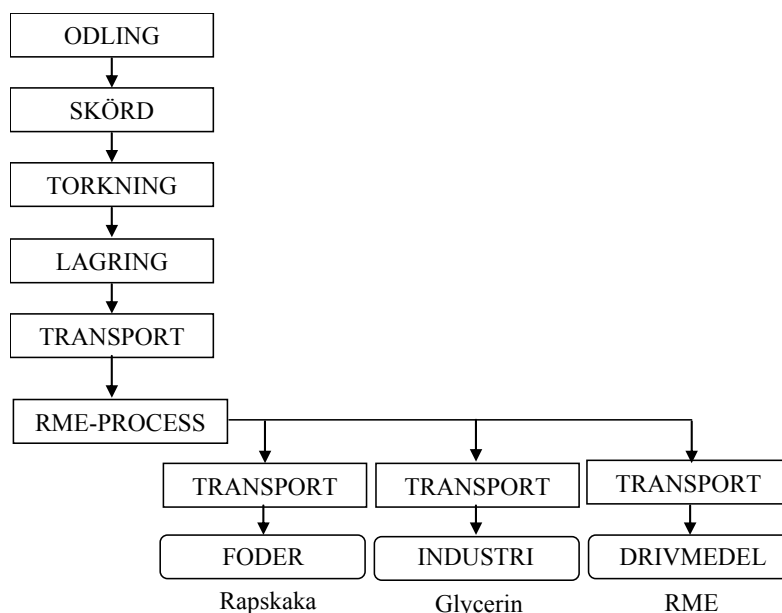 ODLING
SKÖRD
TORKNING
LAGRING
TRANSPORT
RME-PROCESS
TRANSPORT TRANSPORT TRANSPORT
FODER INDUSTRI DRIVMEDEL
Rapskaka Glycerin RME